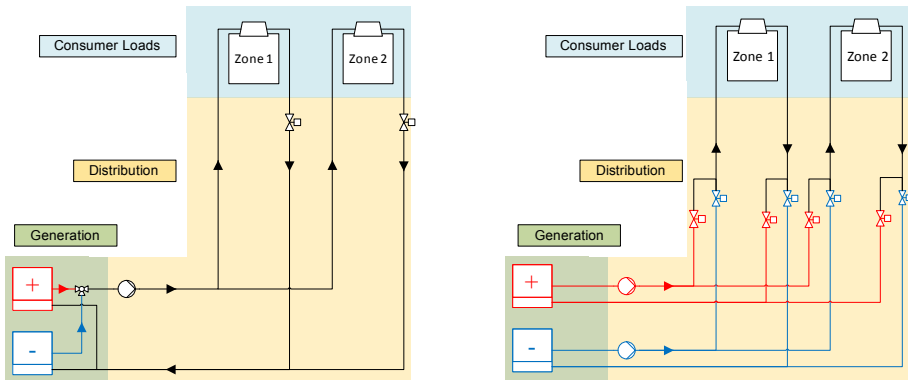 Consumer Loads
Zone 1
Zone 2
Distribution
Generation
+
-
Consumer Loads
Zone 1
Zone 2
Distribution
Generation
+
-